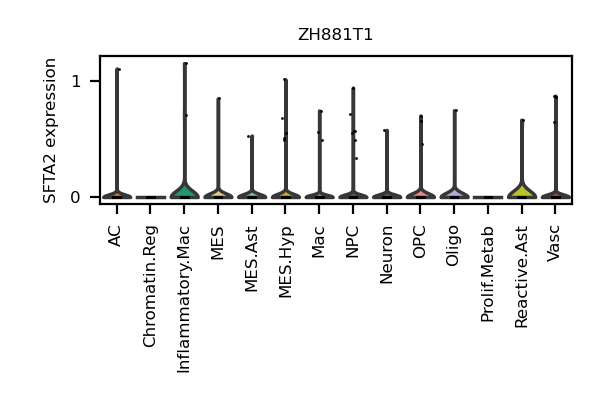 ZH881T1
SFTA2 expression
1
0
AC
Chromatin.Reg
Inflammatory.Mac
MES
MES.Ast
MES.Hyp
Mac
NPC
Neuron
OPC
Oligo
Prolif.Metab
Reactive.Ast
Vasc